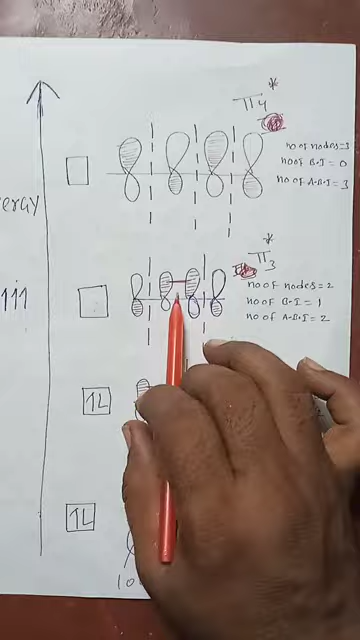 π4*
no of nodes=3
no of B·I = 0
no of A·B·I = 3
ergy
π3*
no of nodes = 2
no of B·I = 1
no of A·B·I = 2
1L
1L
10